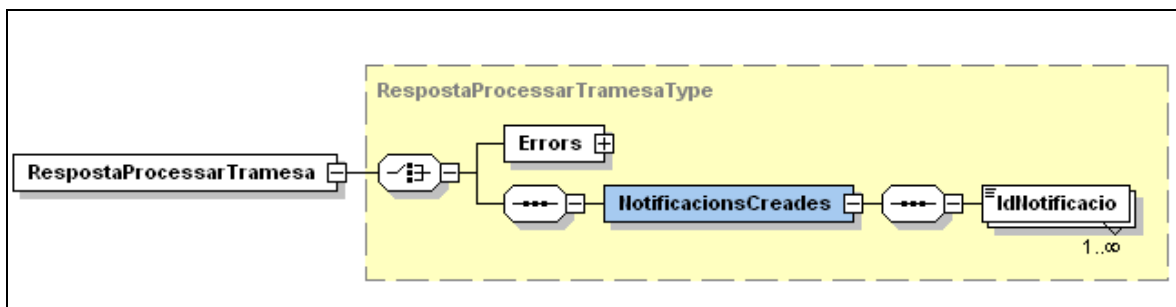 RespostaProcessarTramesaType
Errors
RespostaProcessarTramesa
NotificacionsCreades
IdNotificacio
1..∞